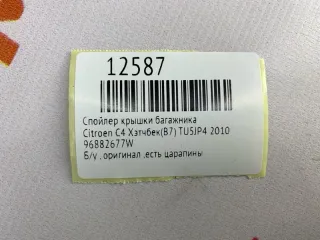 12587
Спойлер крышки багажника
Citroen C4 Хэтчбек(B7) TU5JP4 2010
96882677W
Б/у , оригинал .есть царапины